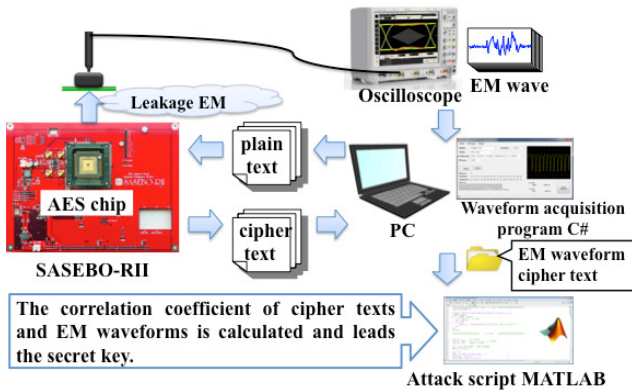 Oscilloscope
EM wave
Leakage EM
plain
text
SASEBO-RII
AES chip
cipher
text
PC
Waveform acquisition
program C#
SASEBO-RII
EM waveform
cipher text
The correlation coefficient of cipher texts
and EM waveforms is calculated and leads
the secret key.
Attack script MATLAB